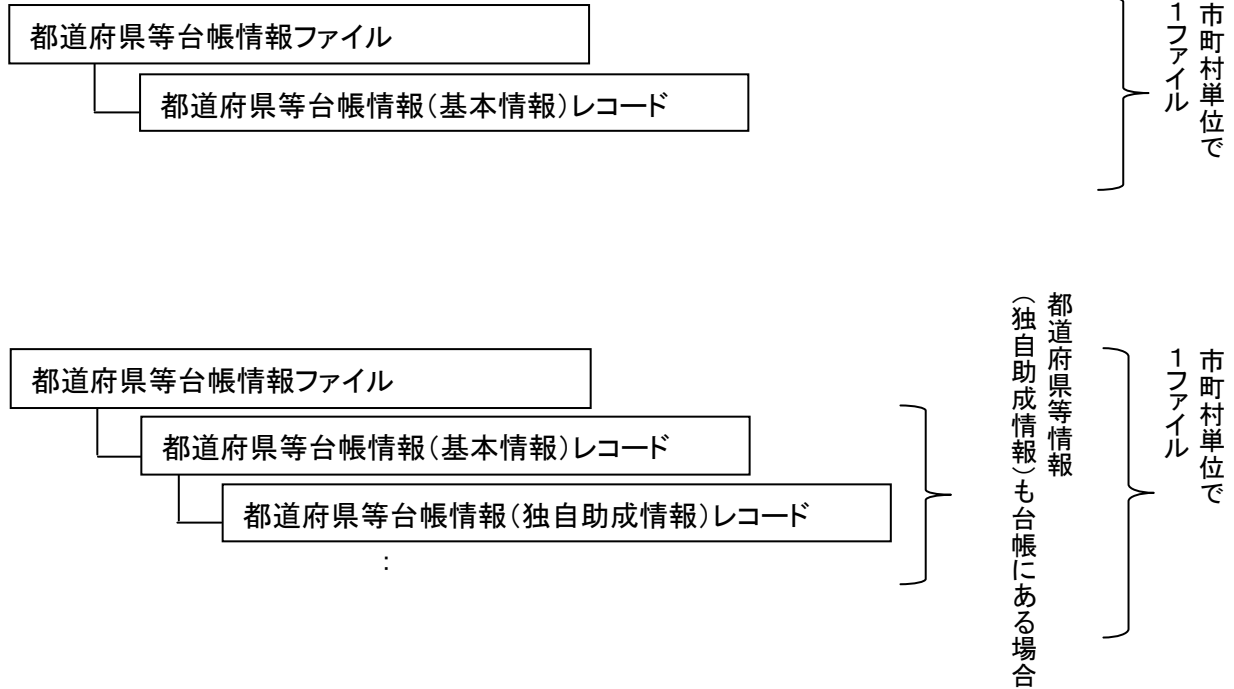 都道府県等台帳情報ファイル
都道府県等台帳情報(基本情報)レコード
市町村単位で
1ファイル
都道府県等台帳情報ファイル
都道府県等台帳情報(基本情報)レコード
都道府県等台帳情報(独自助成情報)レコード
:
都道府県等情報
(独自助成情報)も台帳にある場合
市町村単位で
1ファイル